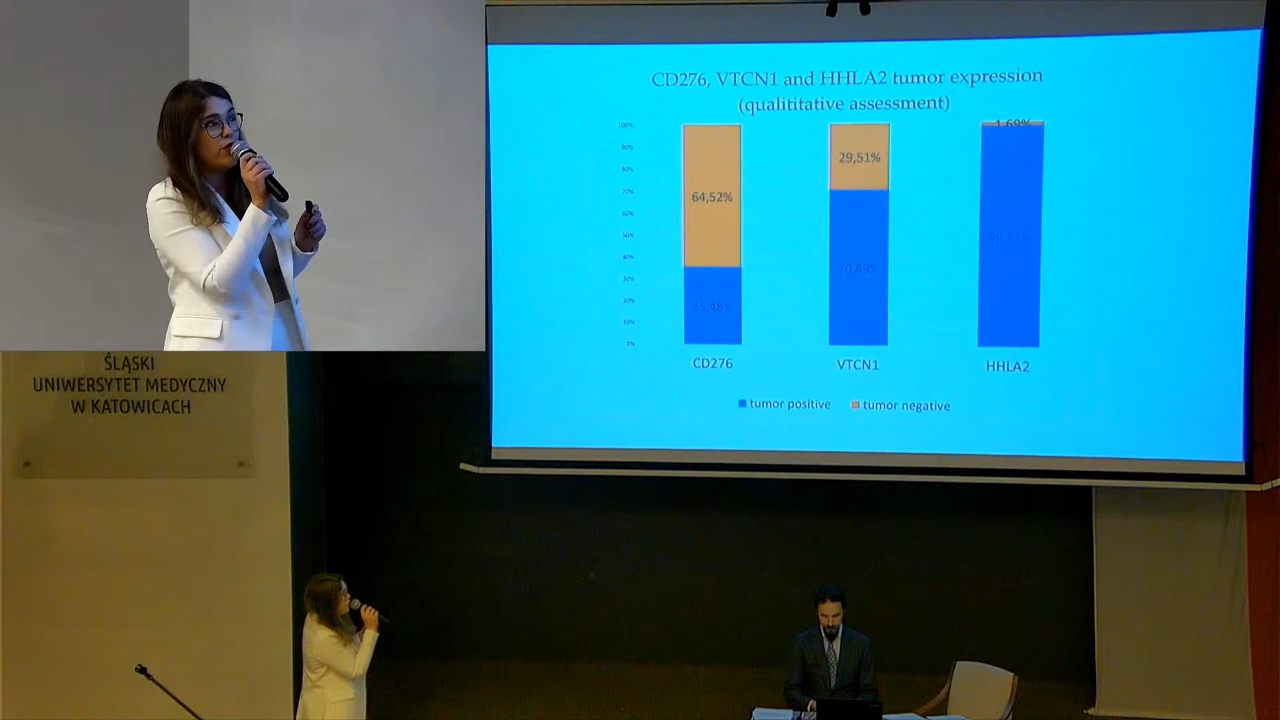 CD276, VTCN1 and HHLA2 tumor expression
(qualititative assessment)
100%
90%
80%
70%
60%
50%
40%
30%
20%
10%
0%
64,52%
35,48%
29,51%
70,49%
1,69%
98,31%
CD276
VTCN1
HHLA2
tumor positive
tumor negative
ŚLĄSKI
UNIWERSYTET MEDYCZNY
W KATOWICACH